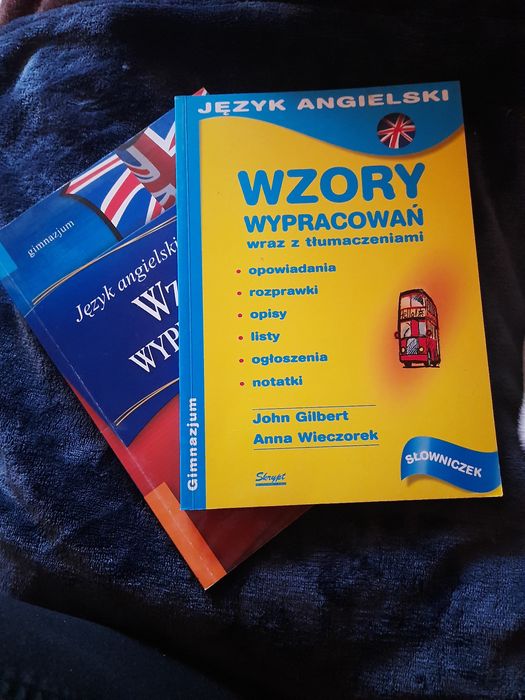 JĘZYK ANGIELSKI
WZORY
WYPRACOWAŃ
wraz z tłumaczeniami
• opowiadania
• rozprawki
• opisy
• listy
• ogłoszenia
• notatki
John Gilbert
Anna Wieczorek
Skrypt
SŁOWNICZEK
Gimnazjum
gimnazjum
Język angielski